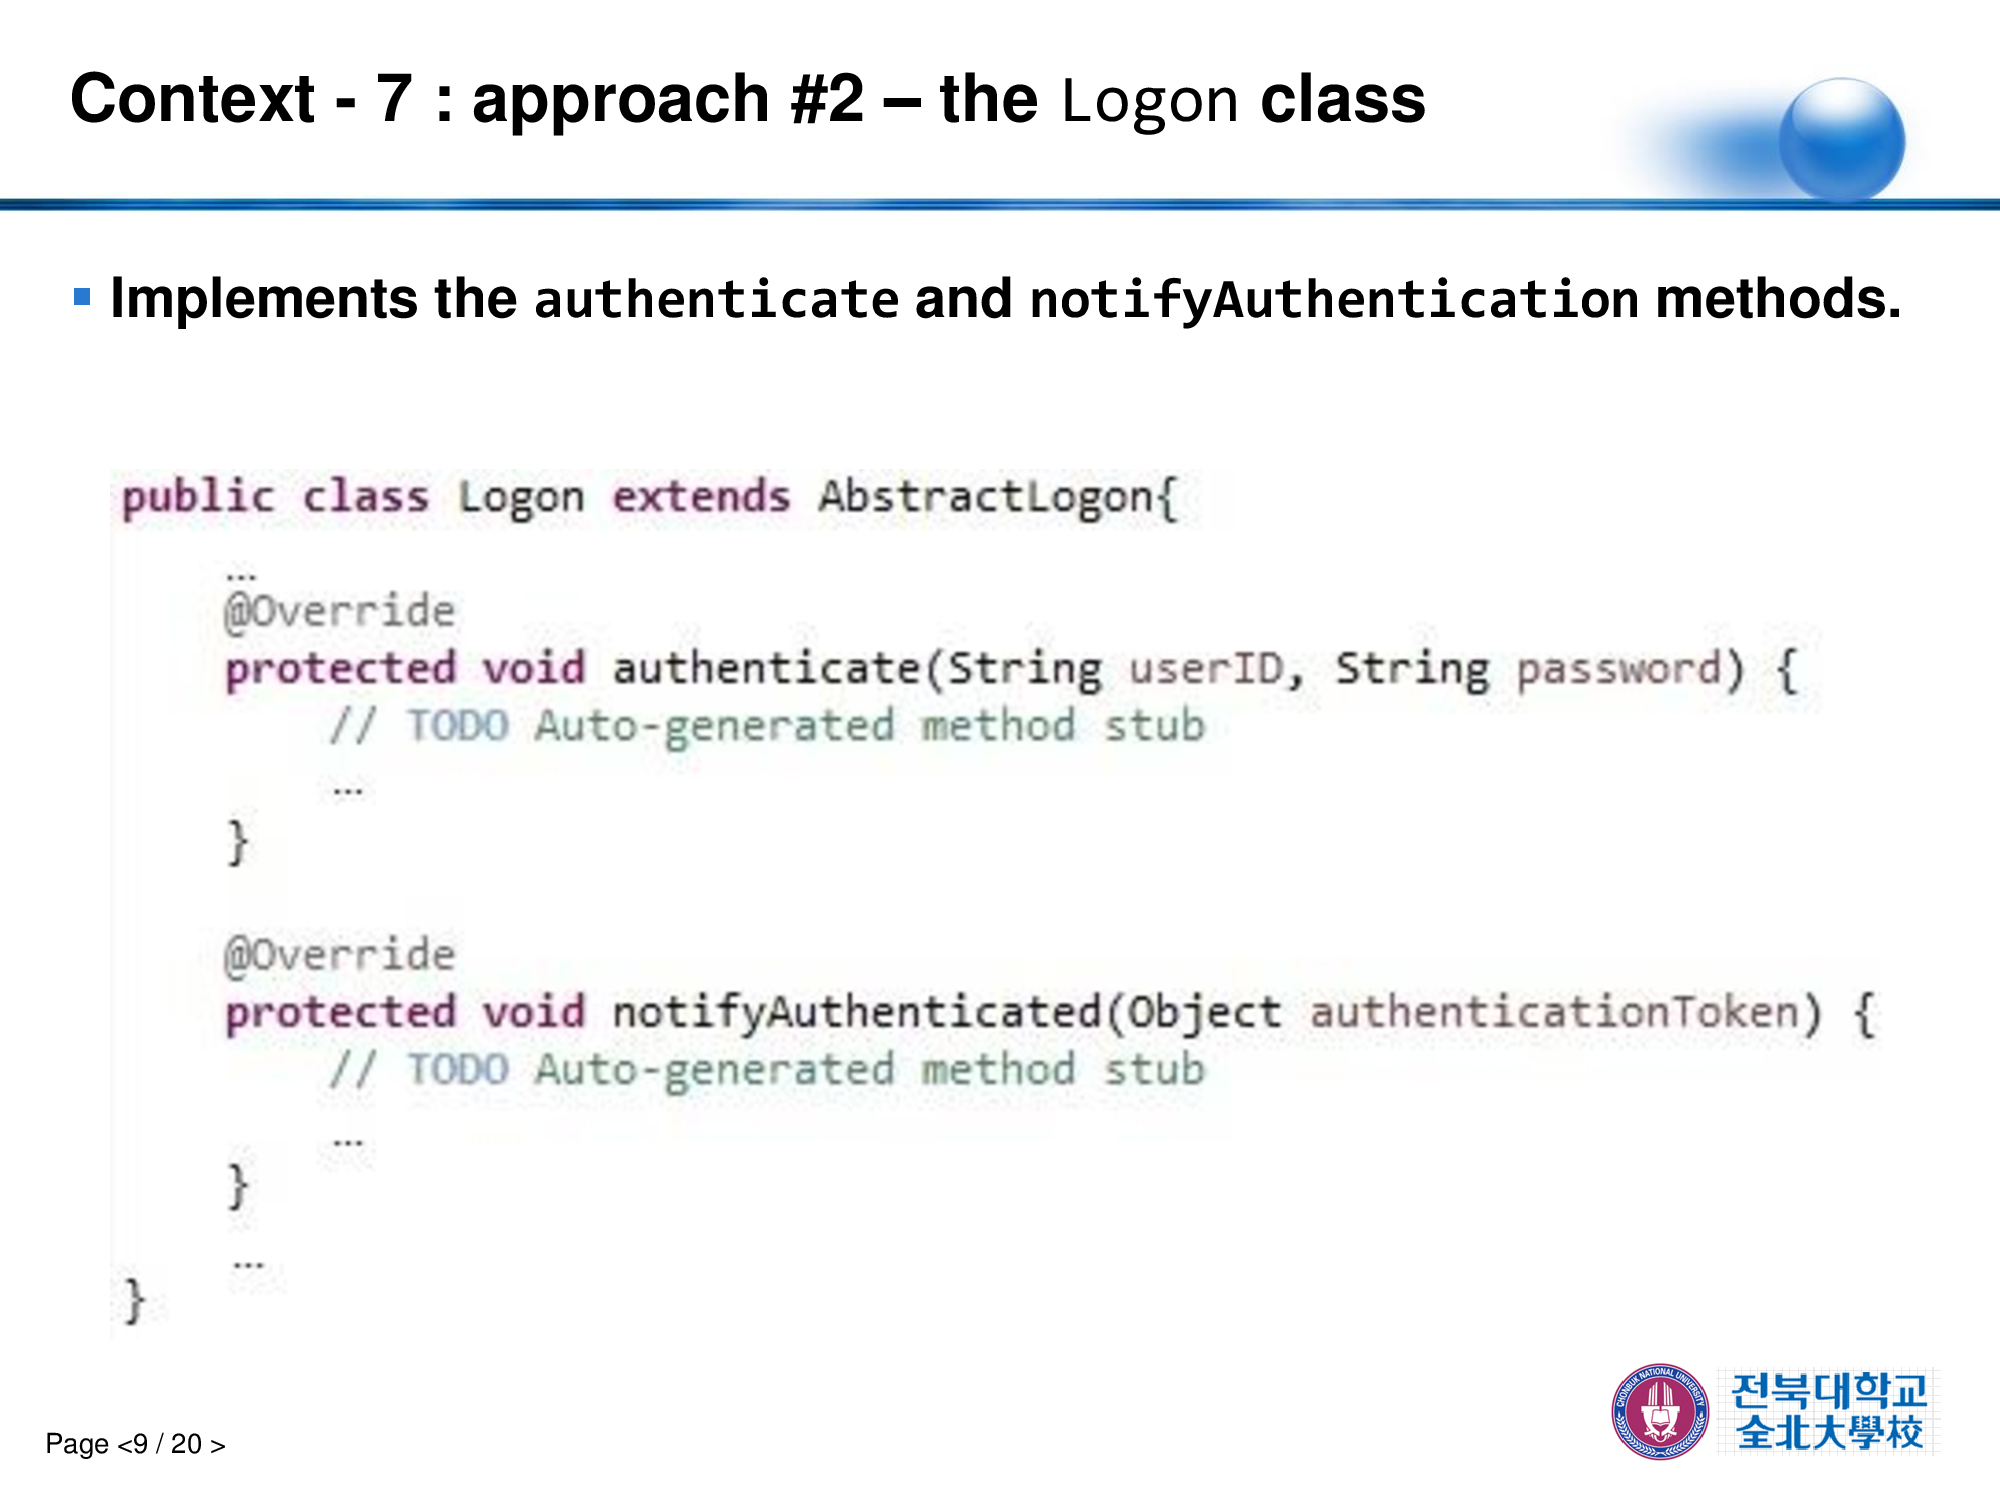 Context - 7 : approach #2 – the Logon class
Implements the authenticate and notifyAuthentication methods.
public class Logon extends AbstractLogon{
...
@Override
protected void authenticate(String userID, String password) {
// TODO Auto-generated method stub
...
}
@Override
protected void notifyAuthenticated(Object authenticationToken) {
// TODO Auto-generated method stub
...
}
...
}
CHONBUK NATIONAL UNIVERSITY
전북대학교
全北大學校
Page <9 / 20 >